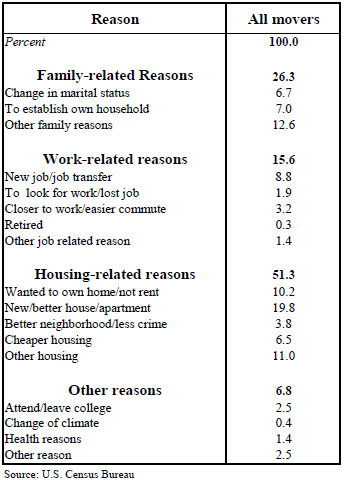 Reason All movers
Percent 100.0
Family-related Reasons 26.3
Change in marital status 6.7
To establish own household 7.0
Other family reasons 12.6
Work-related reasons 15.6
New job/job transfer 8.8
To look for work/lost job 1.9
Closer to work/easier commute 3.2
Retired 0.3
Other job related reason 1.4
Housing-related reasons 51.3
Wanted to own home/not rent 10.2
New/better house/apartment 19.8
Better neighborhood/less crime 3.8
Cheaper housing 6.5
Other housing 11.0
Other reasons 6.8
Attend/leave college 2.5
Change of climate 0.4
Health reasons 1.4
Other reason 2.5
Source: U.S. Census Bureau